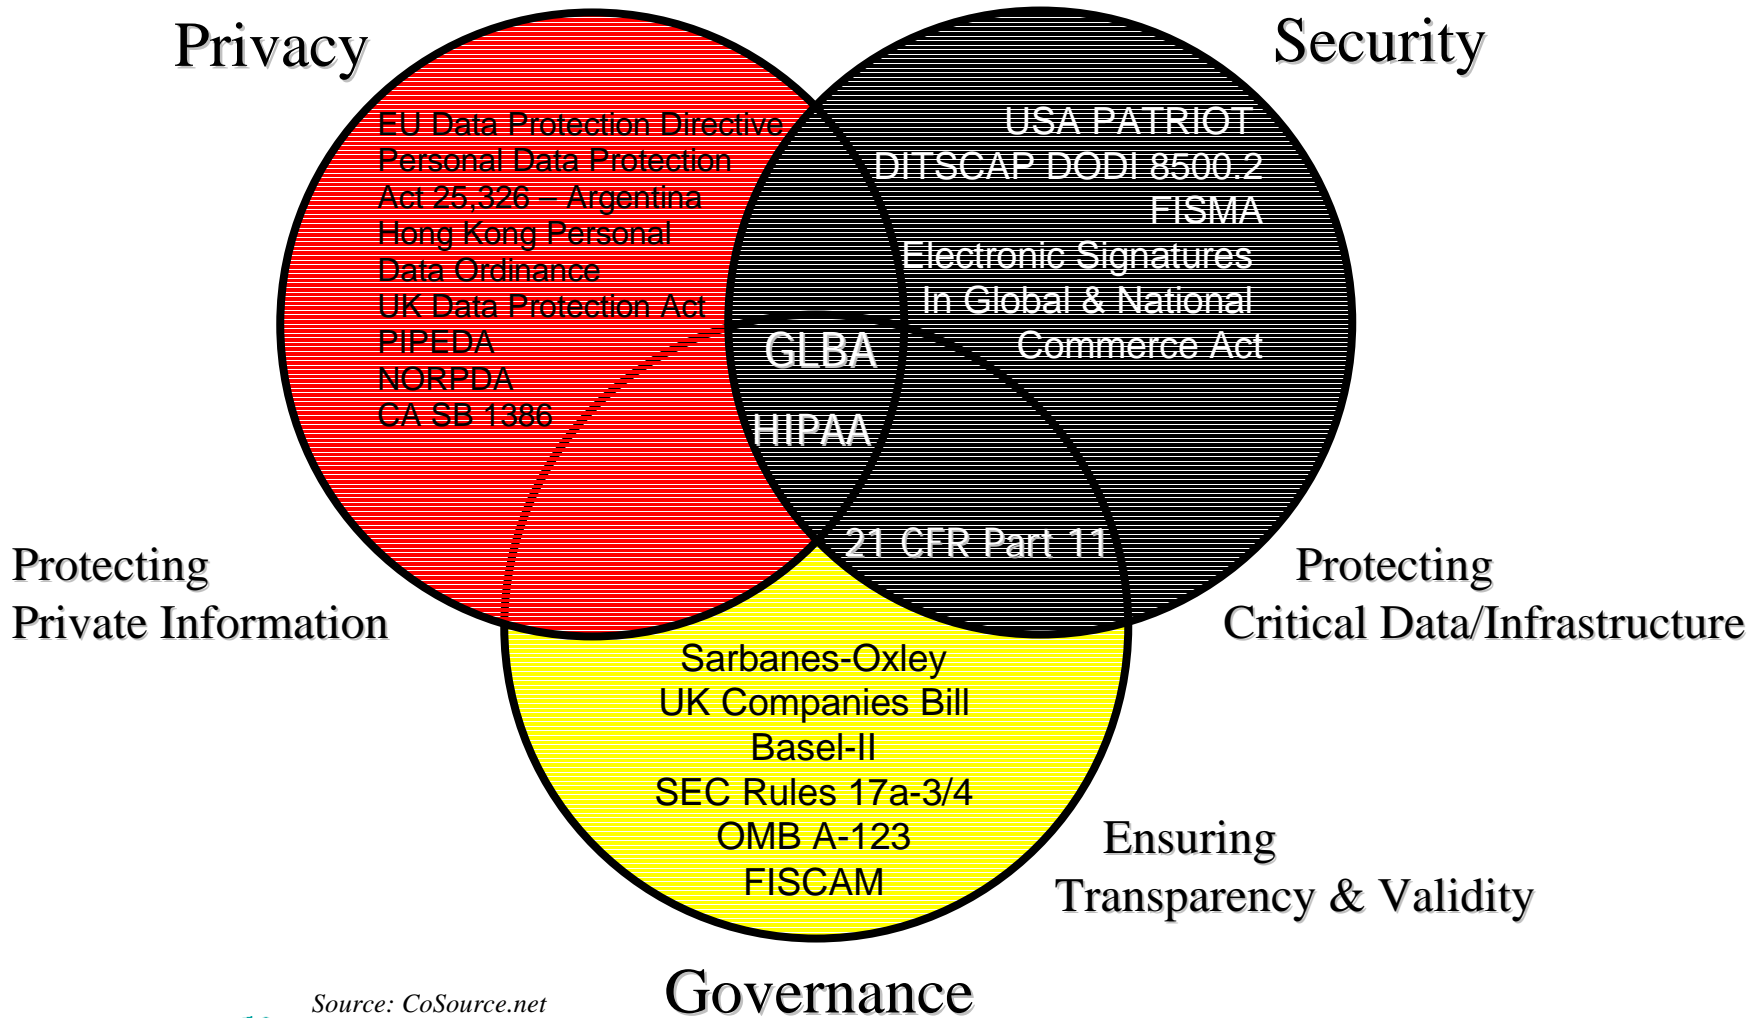 Privacy
Security
EU Data Protection Directive
Personal Data Protection
Act 25,326 – Argentina
Hong Kong Personal
Data Ordinance
UK Data Protection Act
PIPEDA
NORPDA
CA SB 1386
USA PATRIOT
DITSCAP DODI 8500.2
FISMA
Electronic Signatures
In Global & National
Commerce Act
GLBA
HIPAA
21 CFR Part 11
Protecting
Private Information
Protecting
Critical Data/Infrastructure
Sarbanes-Oxley
UK Companies Bill
Basel-II
SEC Rules 17a-3/4
OMB A-123
FISCAM
Ensuring
Transparency & Validity
Governance
Source: CoSource.net